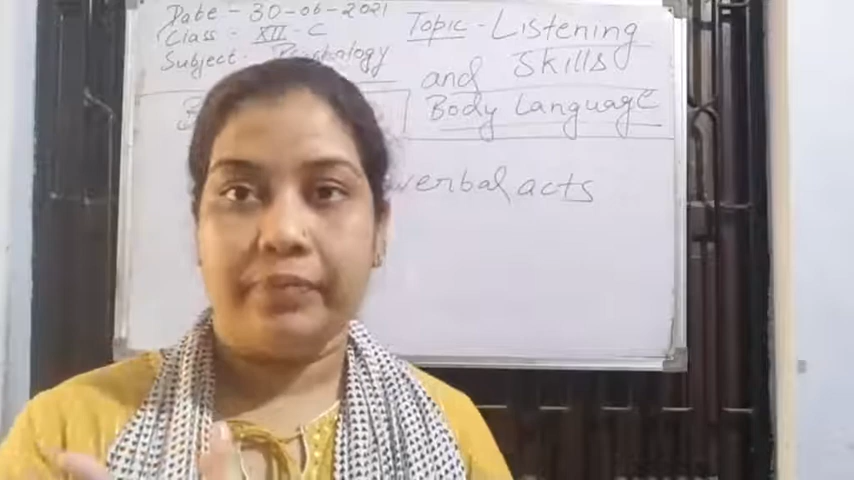 Date - 30-06-2021
Class - XII - C
Subject - Psychology
Topic - Listening
and Skills
Body Language
verbal acts